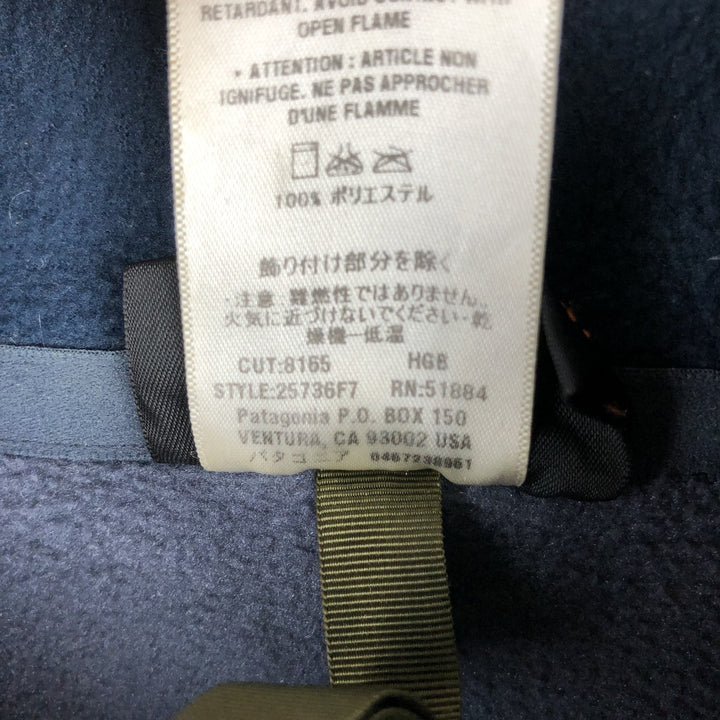 RETARDANT. AVOID CONTACT WITH
OPEN FLAME
• ATTENTION : ARTICLE NON
IGNIFUGE. NE PAS APPROCHER
D'UNE FLAMME
100% ポリエステル
飾り付け部分を除く
・注意 難燃性ではありません。
火気に近づけないでください・乾
燥機一低温
CUT:8165 HGB
STYLE:25736F7 RN:51884
Patagonia P.O. BOX 150
VENTURA, CA 93002 USA
パタゴニア 0467238961